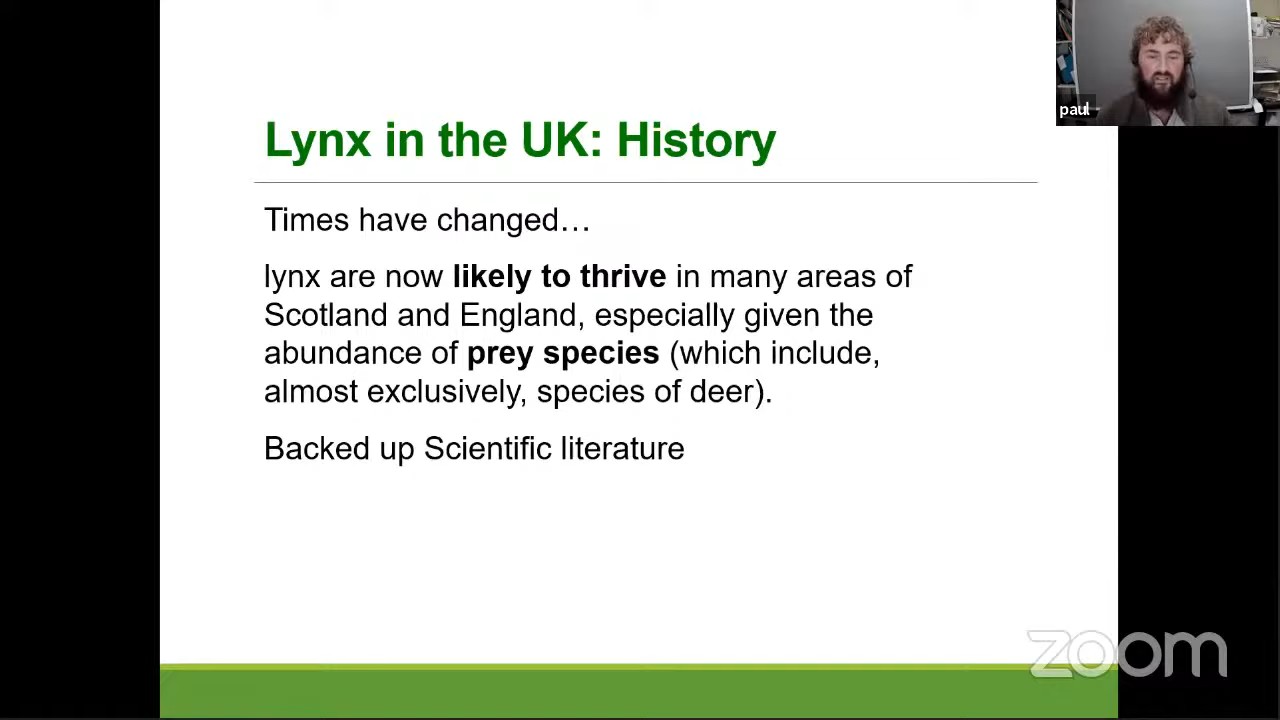 paul
Lynx in the UK: History
Times have changed…
lynx are now likely to thrive in many areas of
Scotland and England, especially given the
abundance of prey species (which include,
almost exclusively, species of deer).
Backed up Scientific literature
zoom